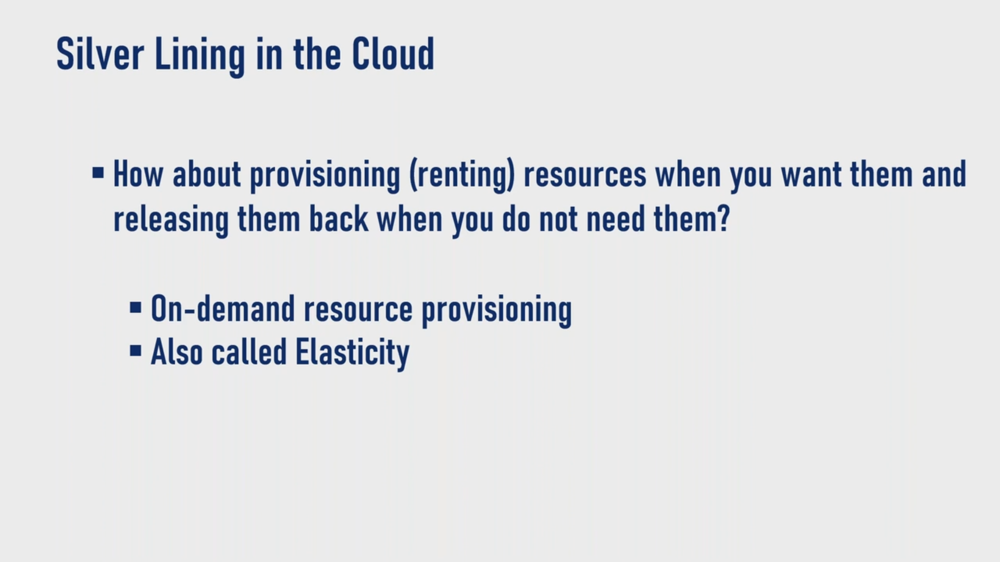 Silver Lining in the Cloud
▪ How about provisioning (renting) resources when you want them and
releasing them back when you do not need them?
▪ On-demand resource provisioning
▪ Also called Elasticity